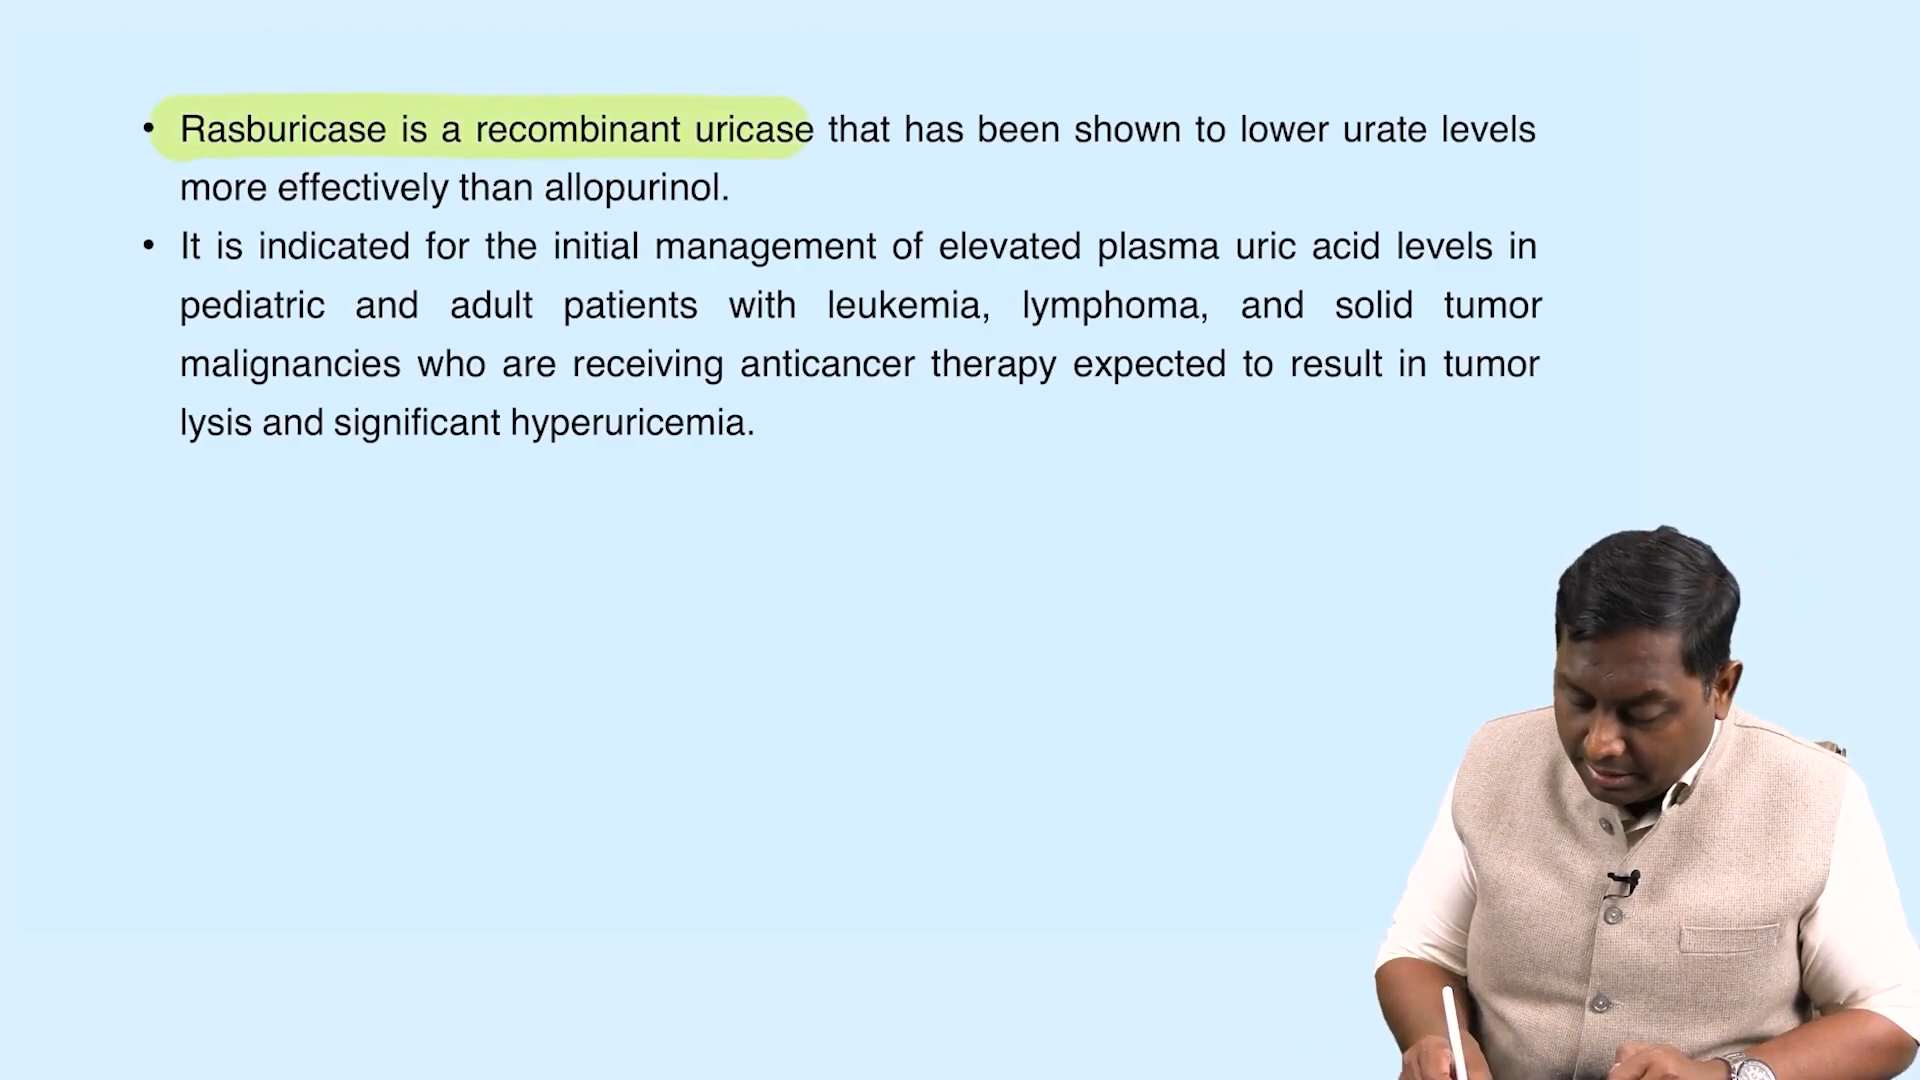 • Rasburicase is a recombinant uricase that has been shown to lower urate levels
more effectively than allopurinol.
• It is indicated for the initial management of elevated plasma uric acid levels in
pediatric and adult patients with leukemia, lymphoma, and solid tumor
malignancies who are receiving anticancer therapy expected to result in tumor
lysis and significant hyperuricemia.